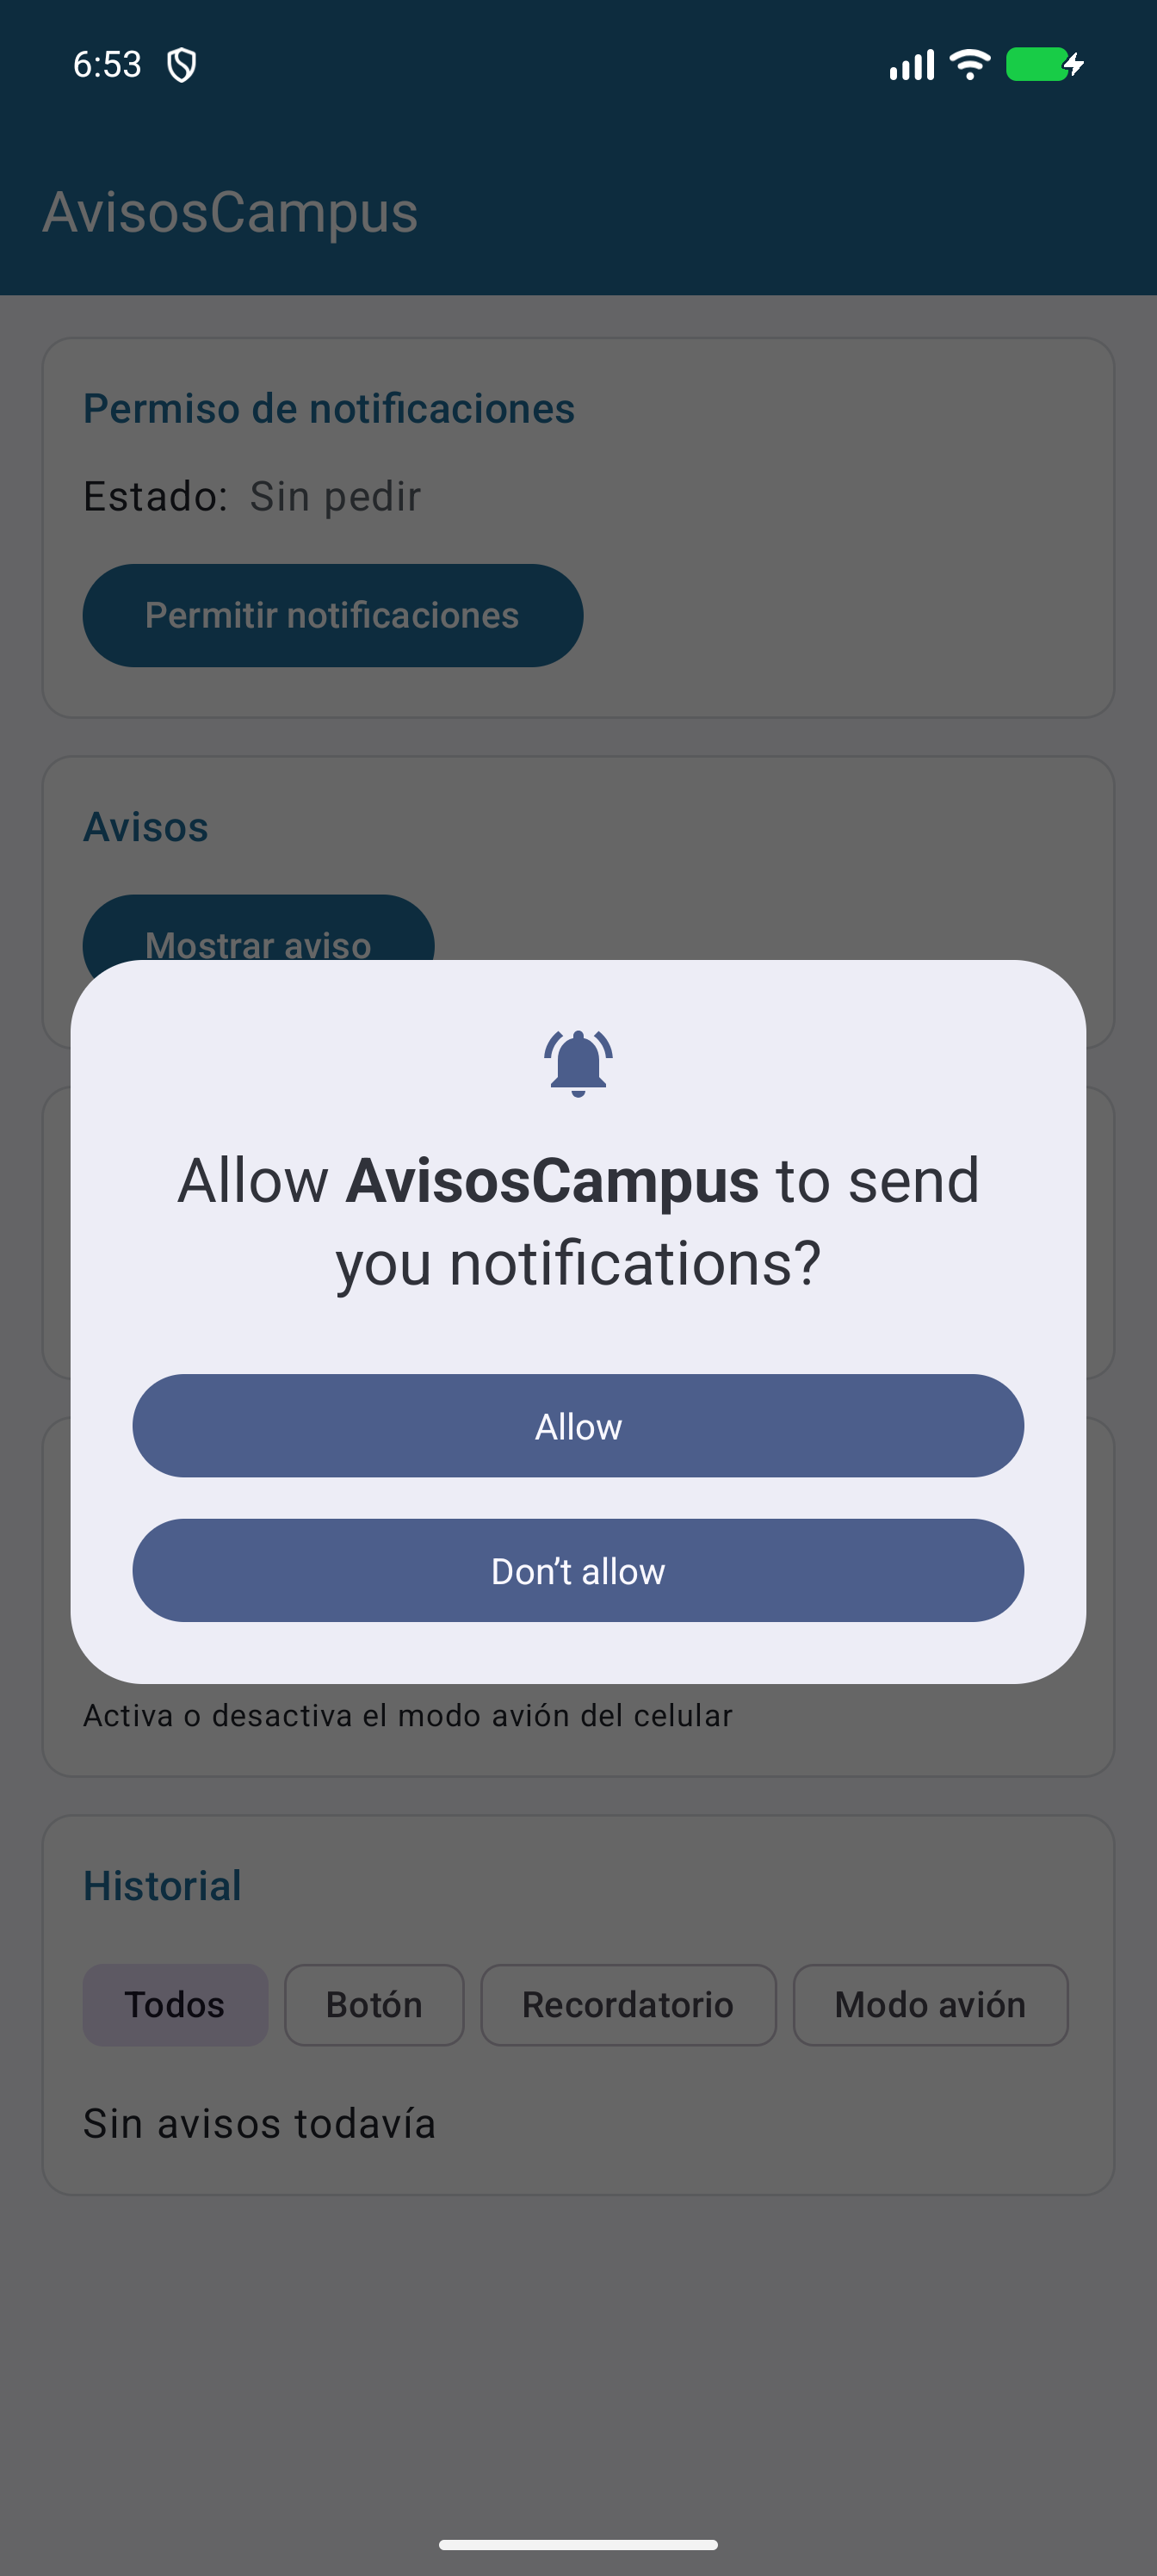 6:53
AvisosCampus
Permiso de notificaciones
Estado: Sin pedir
Permitir notificaciones
Avisos
Mostrar aviso
Allow AvisosCampus to send
you notifications?
Allow
Don’t allow
Activa o desactiva el modo avión del celular
Historial
Todos
Botón
Recordatorio
Modo avión
Sin avisos todavía